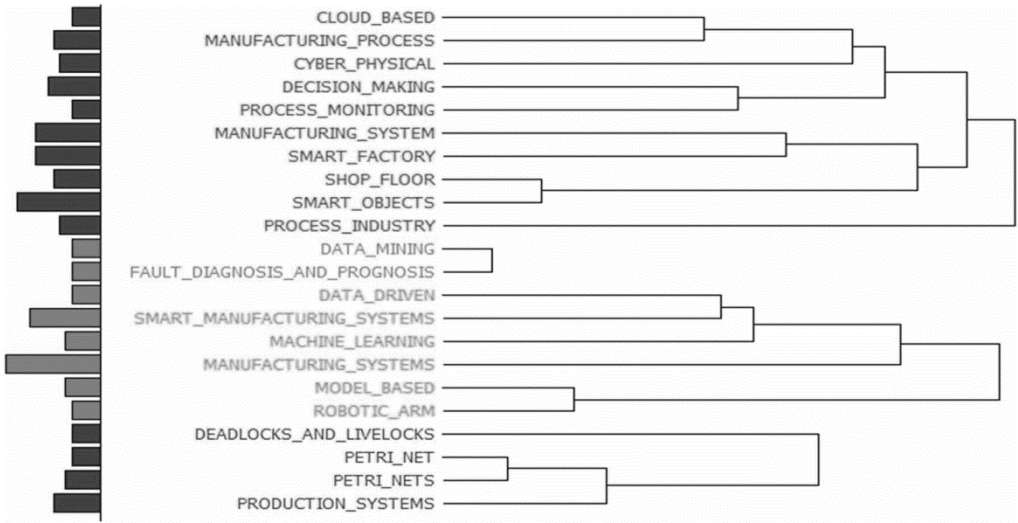 CLOUD_BASED
MANUFACTURING_PROCESS
CYBER_PHYSICAL
DECISION_MAKING
PROCESS_MONITORING
MANUFACTURING_SYSTEM
SMART_FACTORY
SHOP_FLOOR
SMART_OBJECTS
PROCESS_INDUSTRY
DATA_MINING
FAULT_DIAGNOSIS_AND_PROGNOSIS
DATA_DRIVEN
SMART_MANUFACTURING_SYSTEMS
MACHINE_LEARNING
MANUFACTURING_SYSTEMS
MODEL_BASED
ROBOTIC_ARM
DEADLOCKS_AND_LIVELOCKS
PETRI_NET
PETRI_NETS
PRODUCTION_SYSTEMS